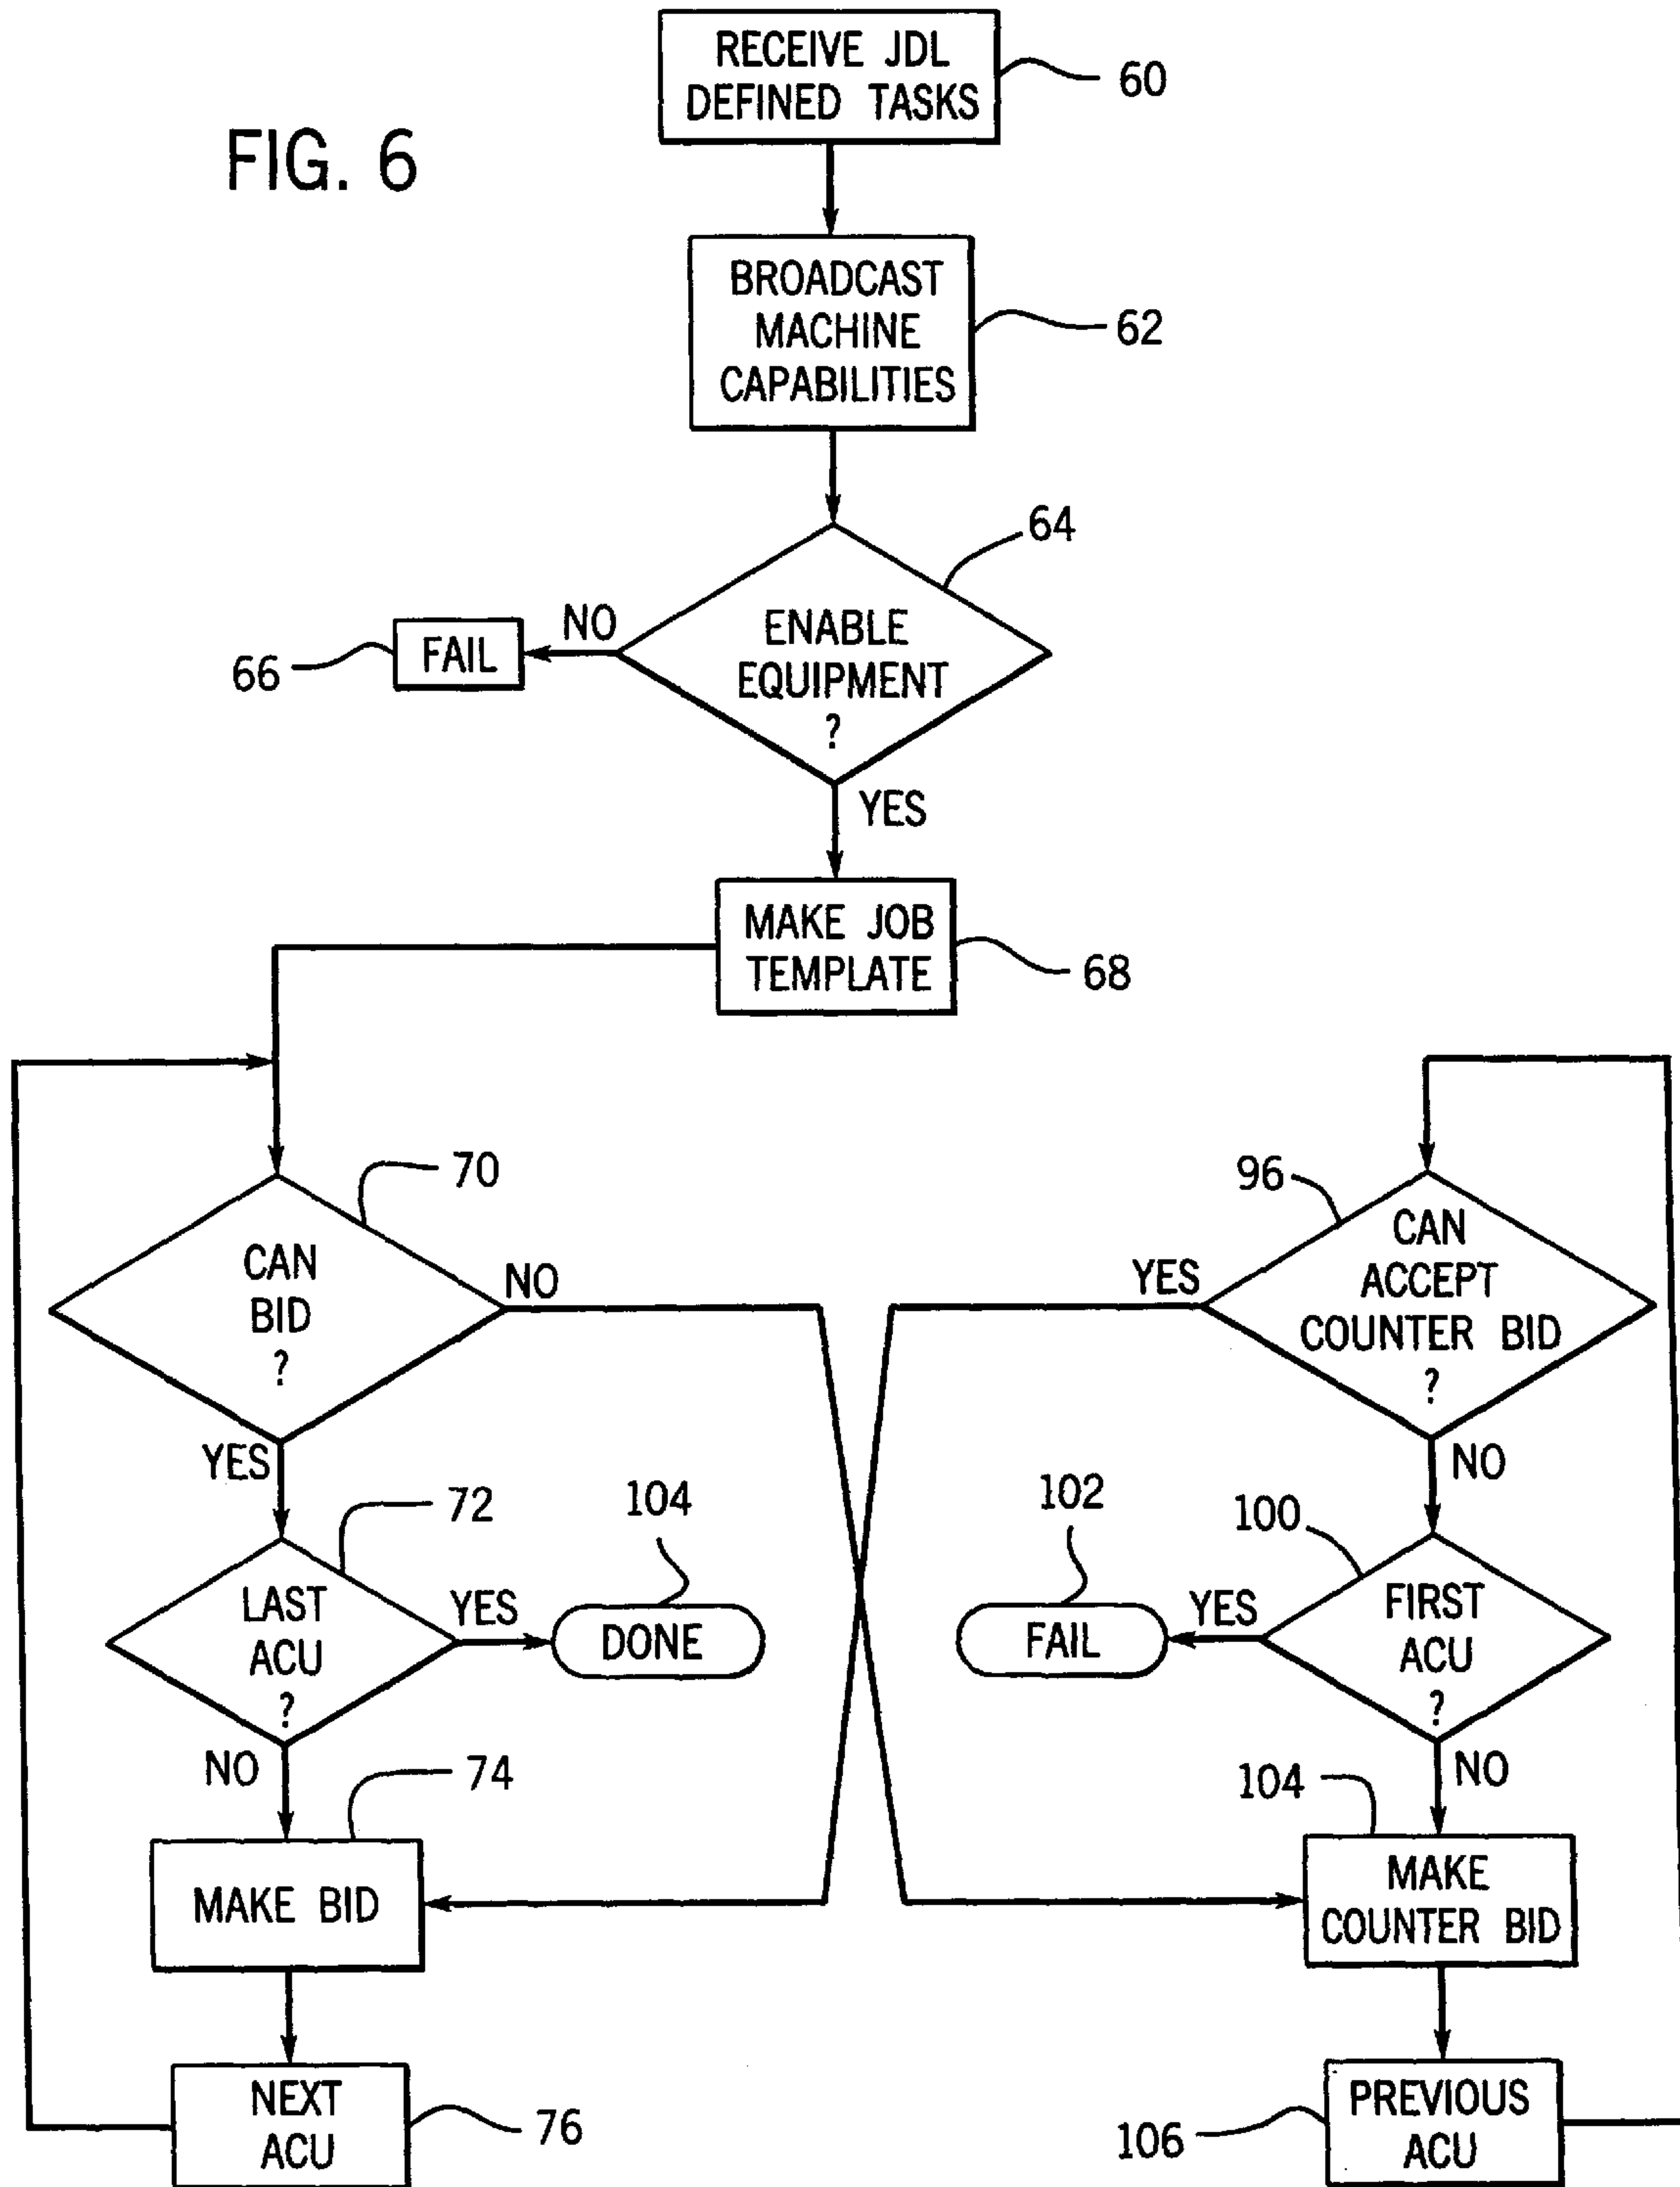 FIG. 6
RECEIVE JDL
DEFINED TASKS
60
BROADCAST
MACHINE
CAPABILITIES
62
64
ENABLE
EQUIPMENT
?
NO
FAIL
66
YES
MAKE JOB
TEMPLATE
68
70
CAN
BID
?
NO
YES
72
LAST
ACU
?
YES
104
DONE
NO
74
MAKE BID
NEXT
ACU
76
96
CAN
ACCEPT
COUNTER BID
?
YES
NO
100
FIRST
ACU
?
YES
102
FAIL
NO
104
MAKE
COUNTER BID
PREVIOUS
ACU
106